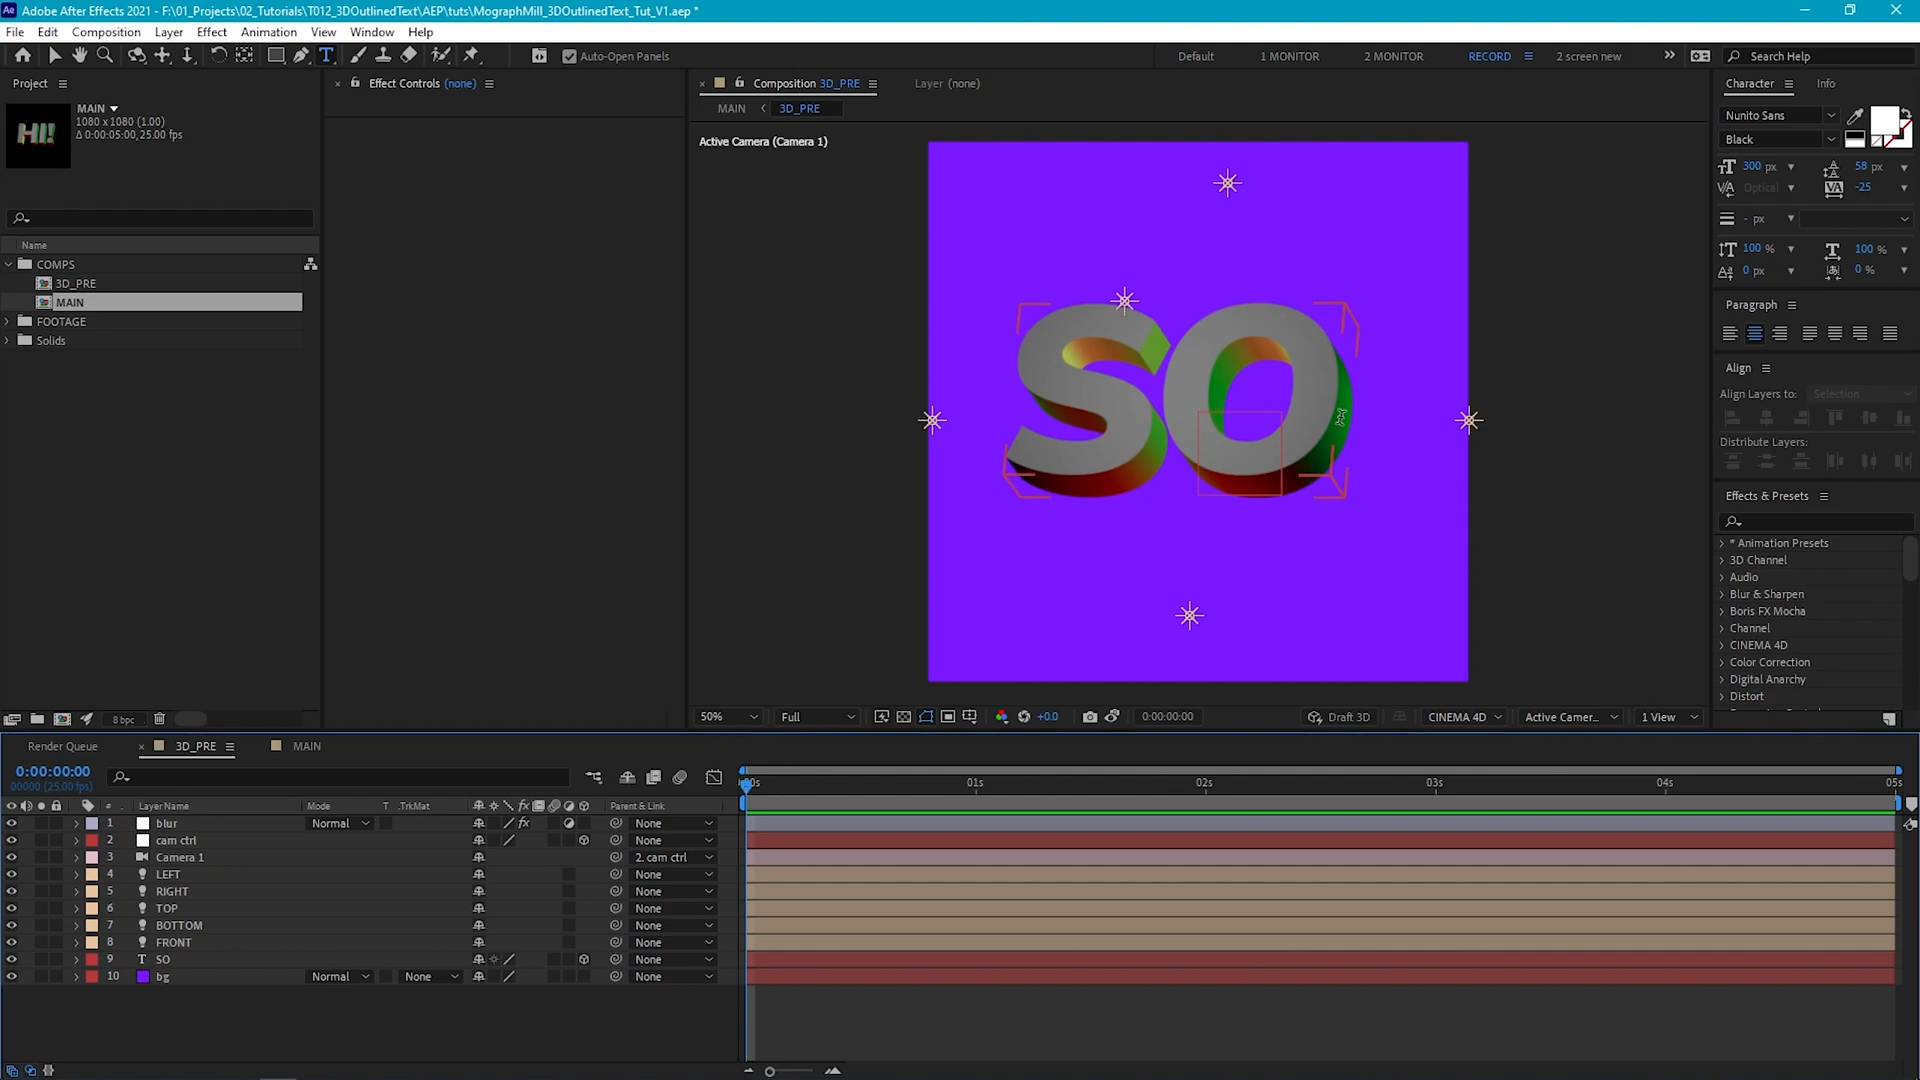 Ae Adobe After Effects 2021 - F:\01_Projects\02_Tutorials\T012_3DOutlinedText\AEP\tuts\MographMill_3DOutlinedText_Tut_V1.aep *
File Edit Composition Layer Effect Animation View Window Help
Auto-Open Panels
Default 1 MONITOR 2 MONITOR RECORD 2 screen new Search Help
Project
MAIN
1080 x 1080 (1.00)
Δ 0:00:05:00, 25.00 fps
HI!
Name
COMPS
3D_PRE
MAIN
FOOTAGE
Solids
8 bpc
Effect Controls (none)
Composition 3D_PRE
Layer (none)
MAIN
3D_PRE
Active Camera (Camera 1)
SO
50% Full +0.0 0:00:00:00 Draft 3D CINEMA 4D Active Camer... 1 View
Character Info
Nunito Sans
Black
300 px 58 px
Optical -25
- px
100 % 100 %
0 px 0 %
Paragraph
Align
Align Layers to: Selection
Distribute Layers:
Effects & Presets
* Animation Presets
3D Channel
Audio
Blur & Sharpen
Boris FX Mocha
Channel
CINEMA 4D
Color Correction
Digital Anarchy
Distort
Render Queue 3D_PRE MAIN
0:00:00:00
00000 (25.00 fps)
# Layer Name Mode T .TrkMat fx Parent & Link
00s 01s 02s 03s 04s 05s
1 blur Normal fx None
2 cam ctrl None
3 Camera 1 2. cam ctrl
4 LEFT None
5 RIGHT None
6 TOP None
7 BOTTOM None
8 FRONT None
9 T SO None
10 bg Normal None None